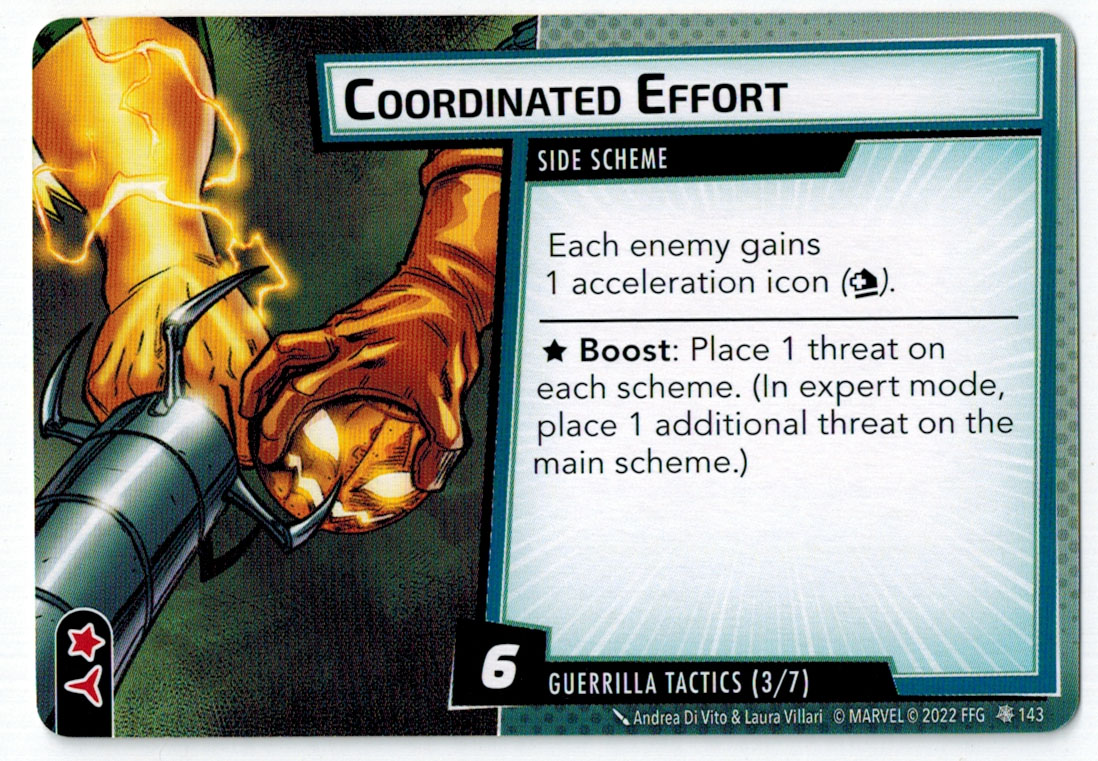 COORDINATED EFFORT
SIDE SCHEME
Each enemy gains
1 acceleration icon ( ).
★ Boost: Place 1 threat on
each scheme. (In expert mode,
place 1 additional threat on the
main scheme.)
6
GUERRILLA TACTICS (3/7)
Andrea Di Vito & Laura Villari © MARVEL © 2022 FFG 143